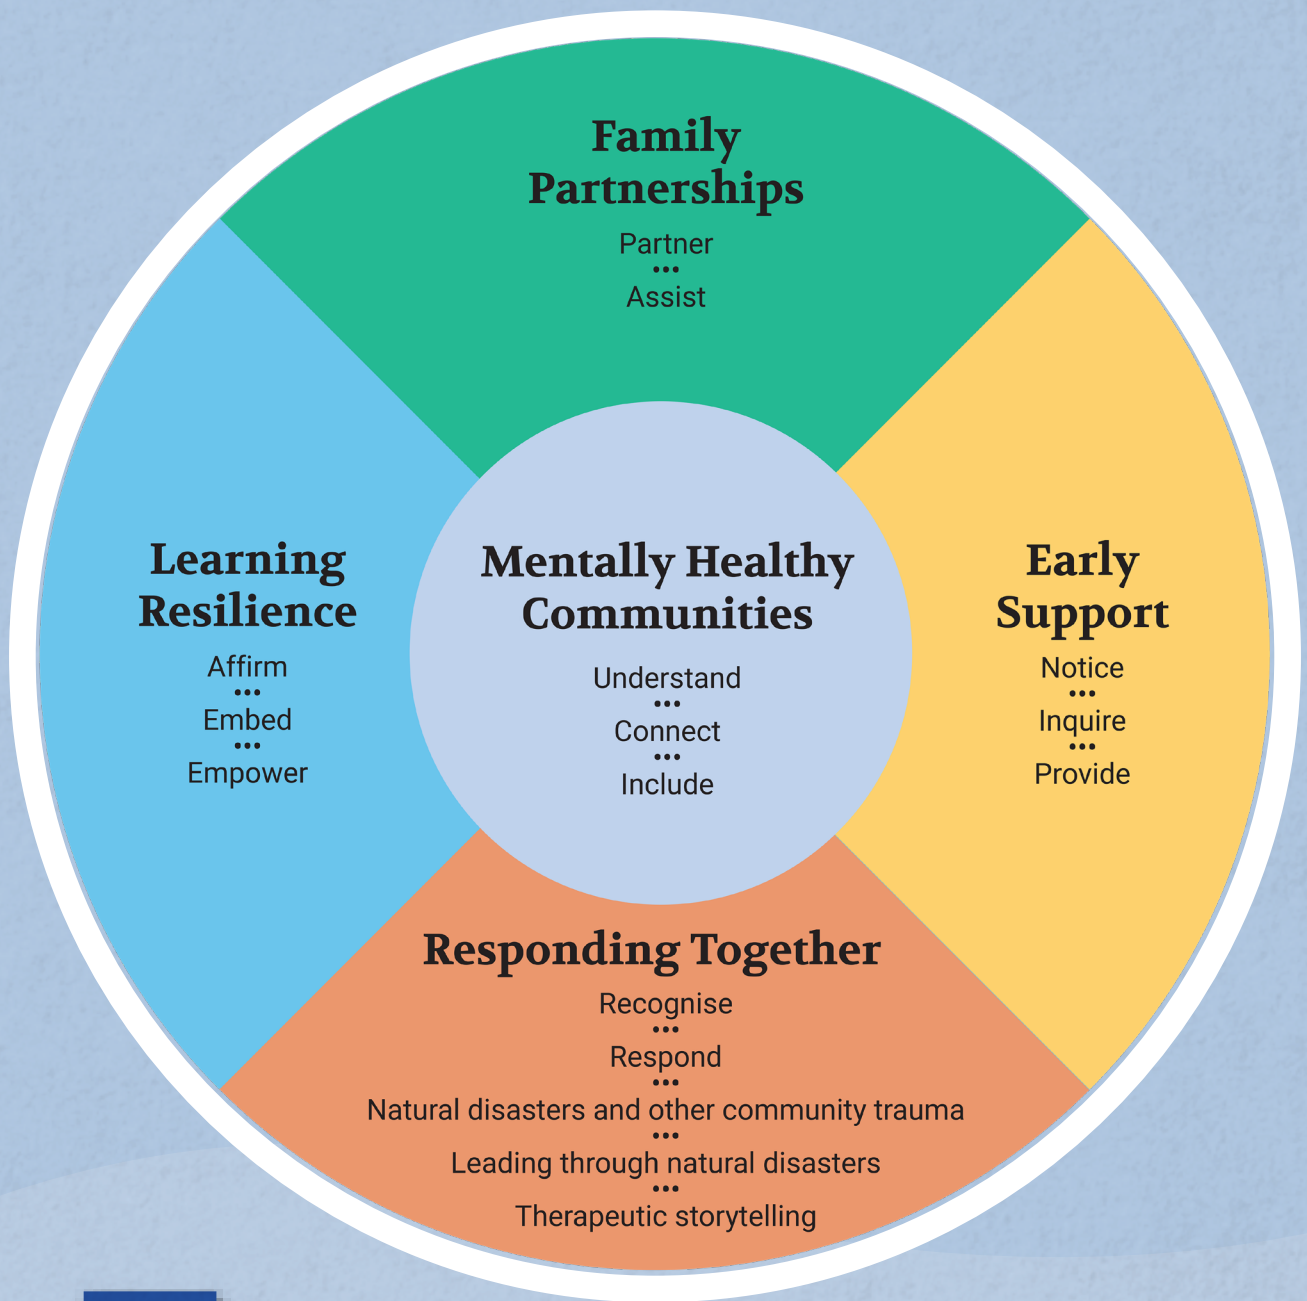 Family
Partnerships
Partner
•••
Assist
Learning
Resilience
Affirm
•••
Embed
•••
Empower
Mentally Healthy
Communities
Understand
•••
Connect
•••
Include
Early
Support
Notice
•••
Inquire
•••
Provide
Responding Together
Recognise
•••
Respond
•••
Natural disasters and other community trauma
•••
Leading through natural disasters
•••
Therapeutic storytelling